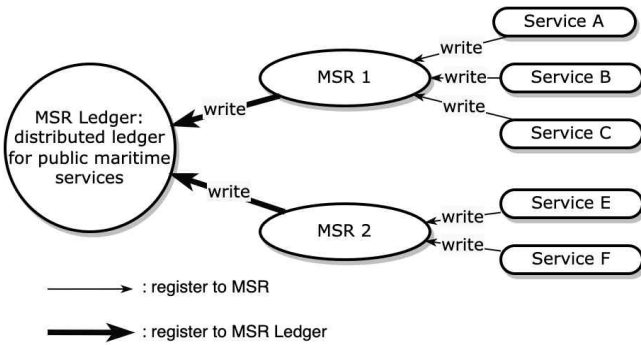 Service A
write
MSR 1
write
Service B
write
MSR Ledger:
distributed ledger
for public maritime
services
write
Service C
write
MSR 2
write
Service E
write
Service F
: register to MSR
: register to MSR Ledger